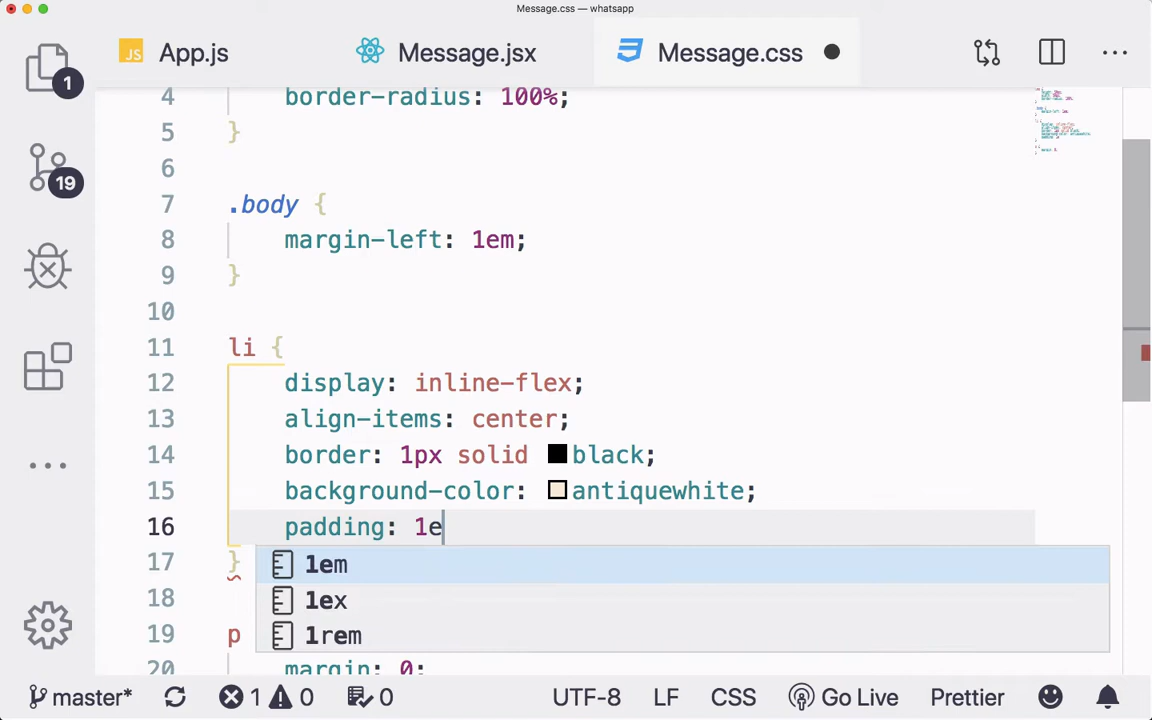 Message.css — whatsapp
JS App.js Message.jsx Message.css
4 border-radius: 100%;
5 }
6
7 .body {
8 margin-left: 1em;
9 }
10
11 li {
12 display: inline-flex;
13 align-items: center;
14 border: 1px solid black;
15 background-color: antiquewhite;
16 padding: 1e
17 }
1em
18
1ex
19 p
1rem
20 margin: 0;
1
19
master* 1 0 0 UTF-8 LF CSS Go Live Prettier